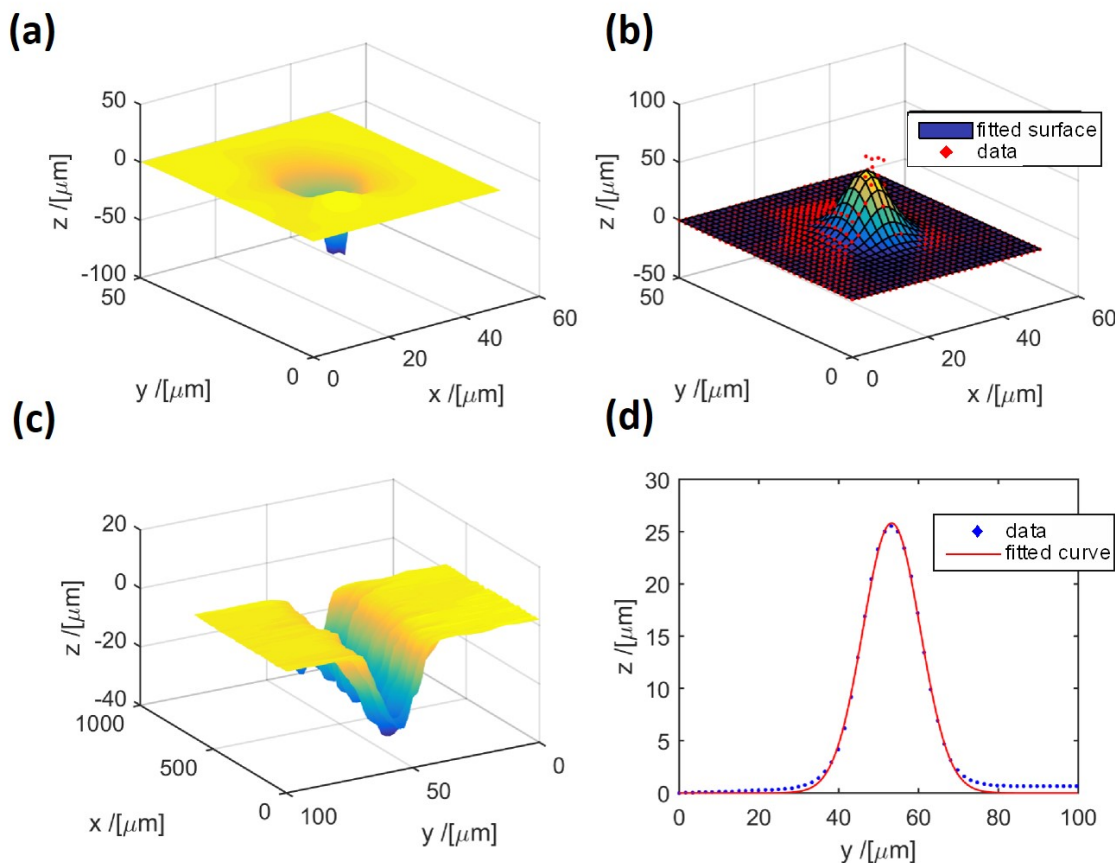 (a)
50
0
-50
-100
z /[μm]
50
0
y /[μm]
0
20
40
60
x /[μm]
(b)
100
50
0
-50
z /[μm]
50
0
y /[μm]
0
20
40
60
x /[μm]
fitted surface
data
(c)
20
0
-20
-40
z /[μm]
1000
500
0
x /[μm]
100
50
0
y /[μm]
(d)
30
25
20
15
10
5
0
z /[μm]
0
20
40
60
80
100
y /[μm]
data
fitted curve